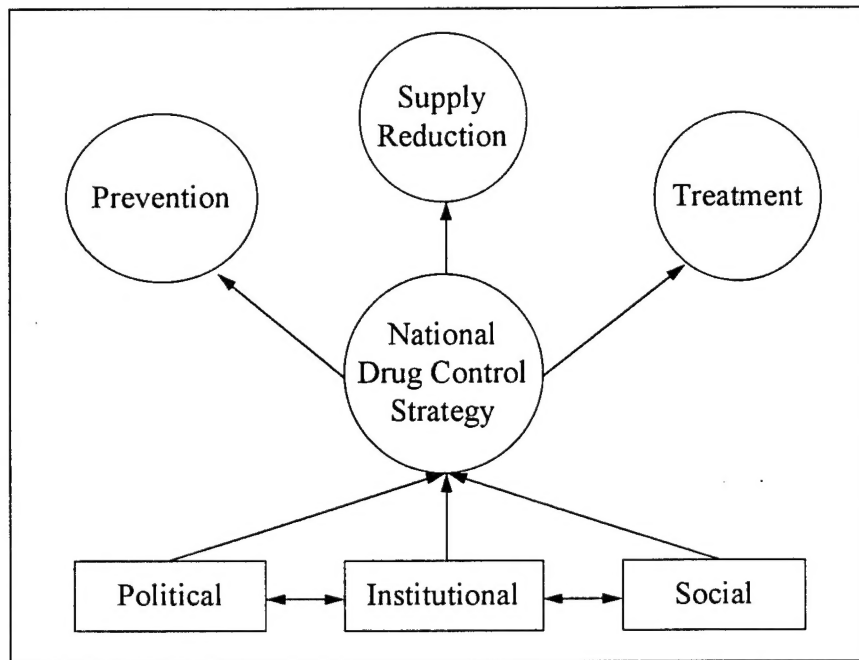 Supply
Reduction
Prevention
Treatment
National
Drug Control
Strategy
Political
Institutional
Social